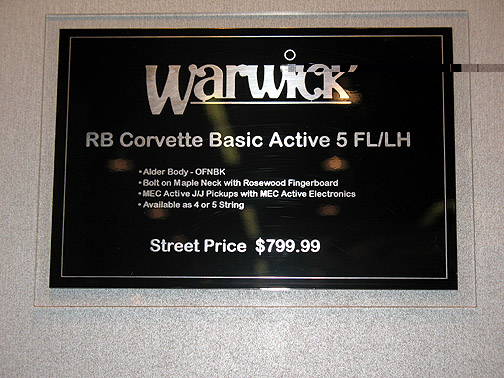 Warwick
RB Corvette Basic Active 5 FL/LH
• Alder Body - OFNBK
• Bolt on Maple Neck with Rosewood Fingerboard
• MEC Active J/J Pickups with MEC Active Electronics
• Available as 4 or 5 String
Street Price $799.99